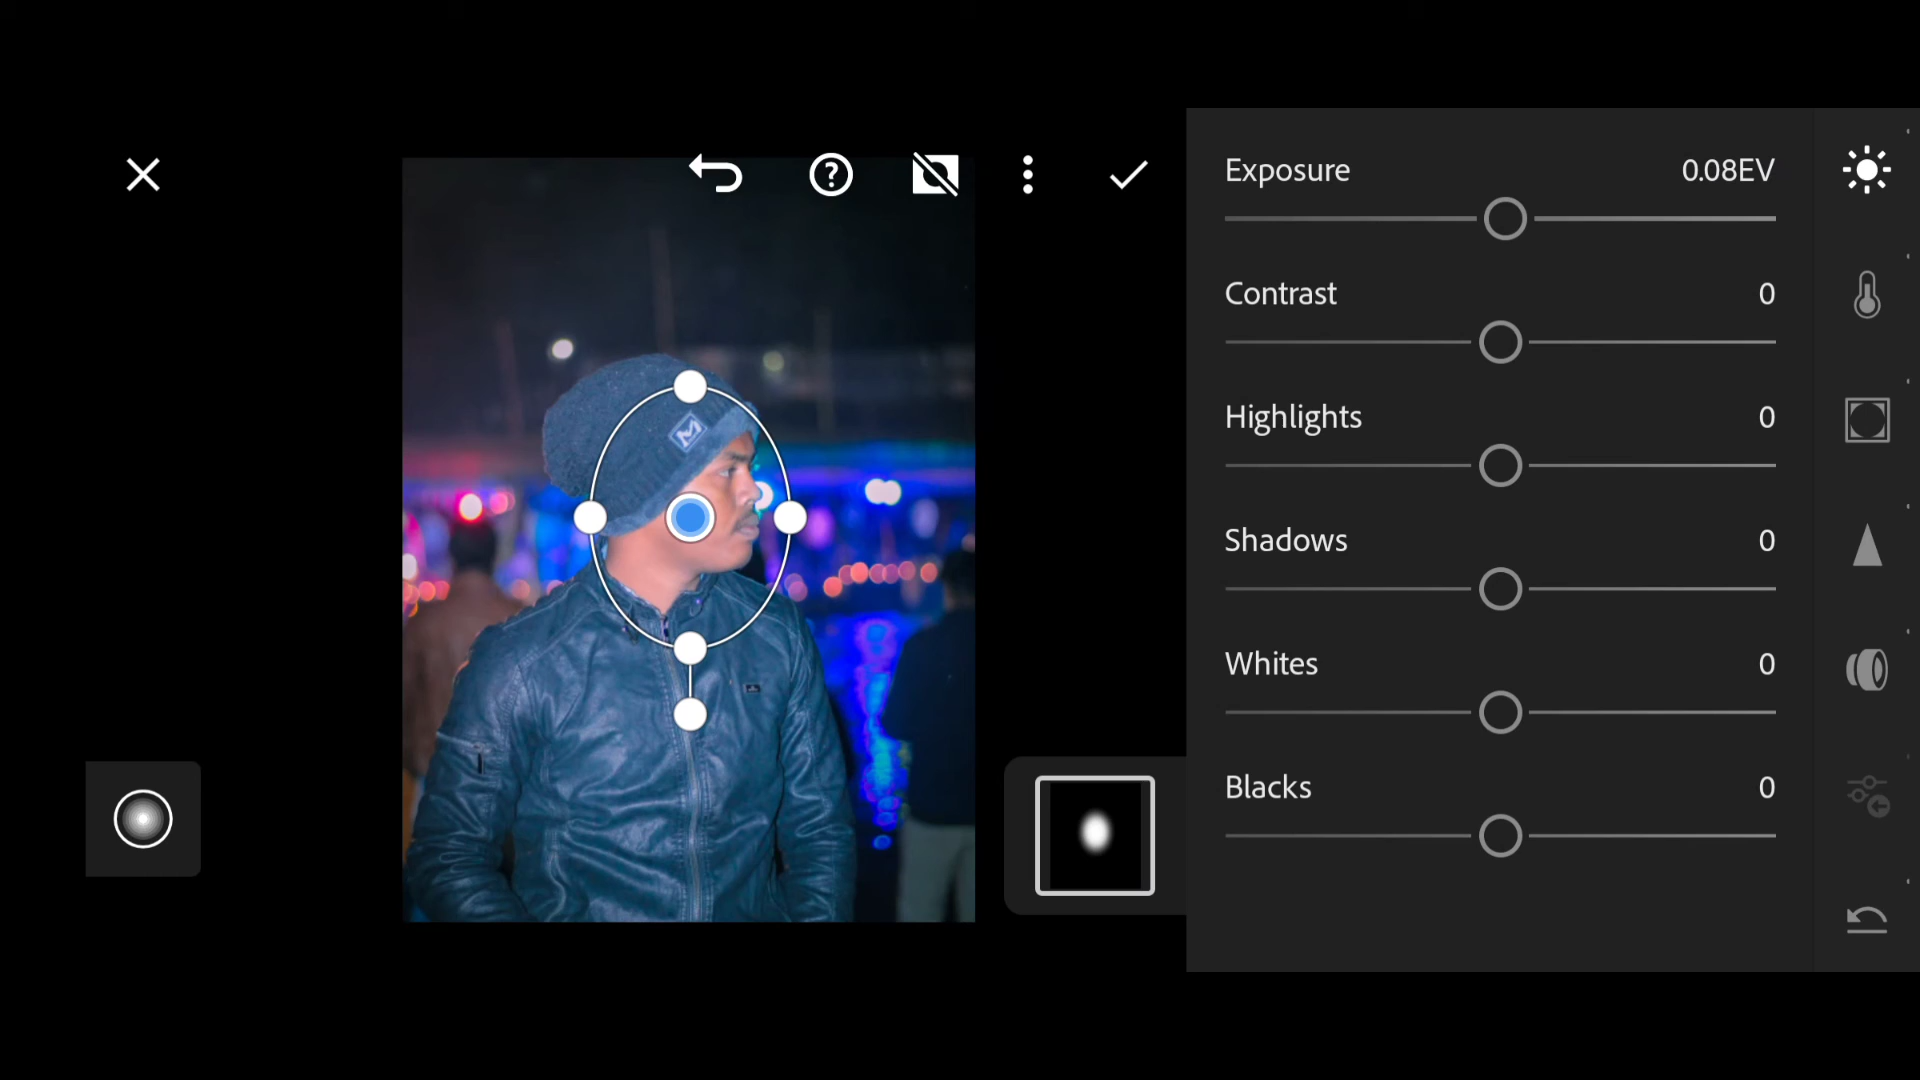 Exposure 0.08EV
Contrast 0
Highlights 0
Shadows 0
Whites 0
Blacks 0
M